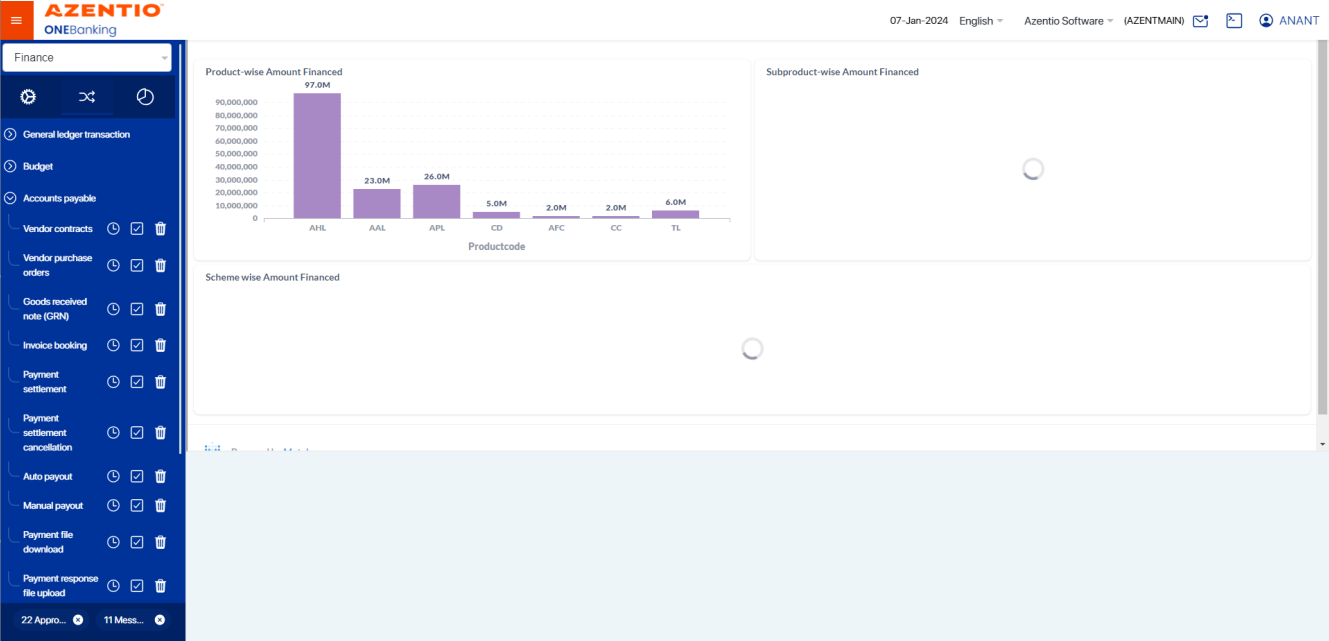 AZENTIO
ONEBanking
07-Jan-2024 English Azentio Software (AZENTMAIN) ANANT
Finance
General ledger transaction
Budget
Accounts payable
Vendor contracts
Vendor purchase
orders
Goods received
note (GRN)
Invoice booking
Payment
settlement
Payment
settlement
cancellation
Auto payout
Manual payout
Payment file
download
Payment response
file upload
22 Appro...
11 Mess...
Product-wise Amount Financed
97.0M
90,000,000
80,000,000
70,000,000
60,000,000
50,000,000
40,000,000
30,000,000
20,000,000
10,000,000
0
23.0M
26.0M
5.0M
2.0M
2.0M
6.0M
AHL AAL APL CD AFC CC TL
Productcode
Subproduct-wise Amount Financed
Scheme wise Amount Financed